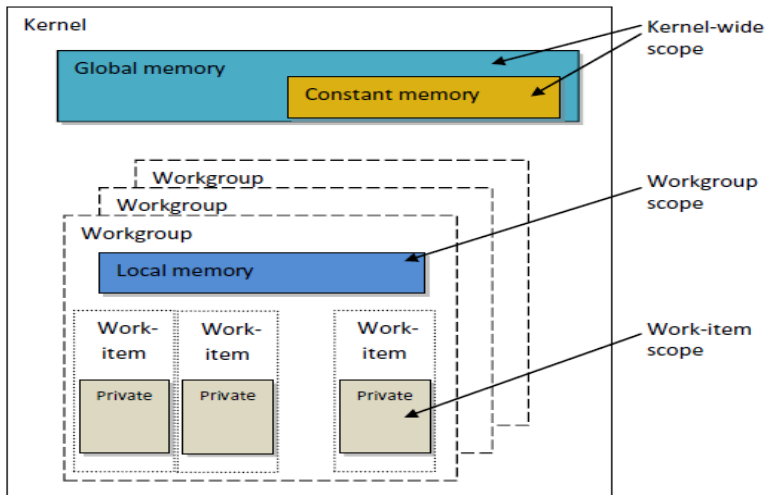 Kernel
Kernel-wide
scope
Global memory
Constant memory
Workgroup
Workgroup
Workgroup
Workgroup
scope
Local memory
Work-
item
Work-
item
Work-
item
Work-item
scope
Private
Private
Private